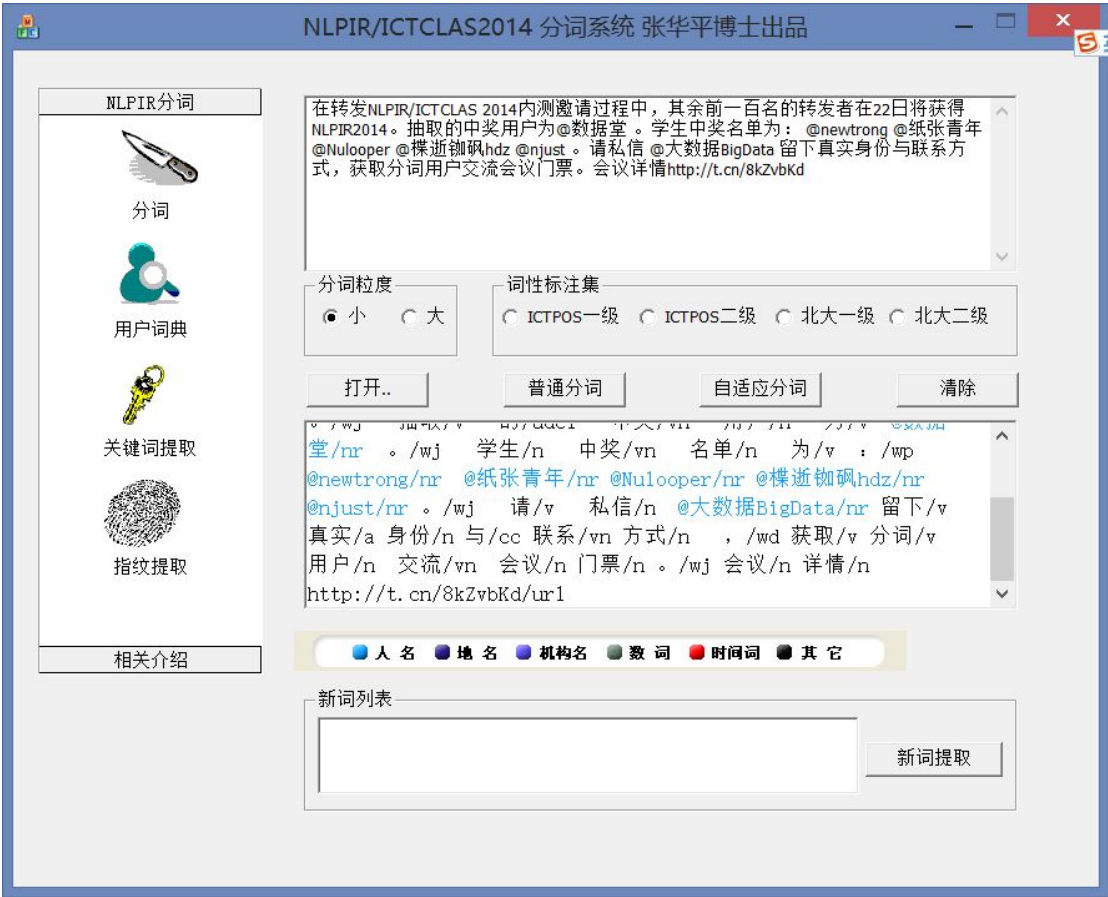 NLPIR/ICTCLAS2014 分词系统 张华平博士出品
NLPIR分词
分词
用户词典
关键词提取
指纹提取
相关介绍
在转发NLPIR/ICTCLAS 2014内测邀请过程中，其余前一百名的转发者在22日将获得
NLPIR2014。抽取的中奖用户为@数据堂 。学生中奖名单为： @newtrong @纸张青年
@Nulooper @楪逝铷砜hdz @njust 。请私信 @大数据BigData 留下真实身份与联系方
式，获取分词用户交流会议门票。会议详情http://t.cn/8kZvbKd
分词粒度
小 大
词性标注集
ICTPOS一级 ICTPOS二级 北大一级 北大二级
打开.. 普通分词 自适应分词 清除
。/wj 抽取/v 的/ude1 中奖/vn 用户/n 为/v @数据
堂/nr 。/wj 学生/n 中奖/vn 名单/n 为/v ：/wp
@newtrong/nr @纸张青年/nr @Nulooper/nr @楪逝铷砜hdz/nr
@njust/nr 。/wj 请/v 私信/n @大数据BigData/nr 留下/v
真实/a 身份/n 与/cc 联系/vn 方式/n ，/wd 获取/v 分词/v
用户/n 交流/vn 会议/n 门票/n 。/wj 会议/n 详情/n
http://t.cn/8kZvbKd/url
人 名 地 名 机构名 数 词 时间词 其 它
新词列表
新词提取